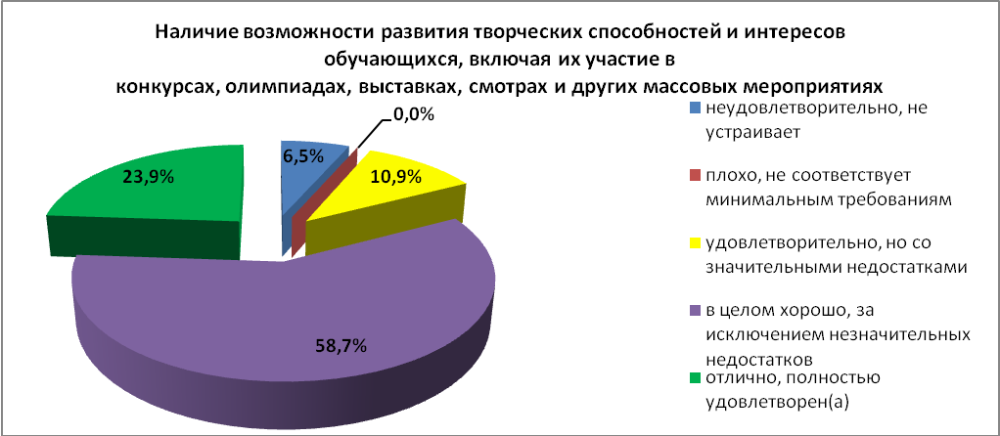 Наличие возможности развития творческих способностей и интересов
обучающихся, включая их участие в
конкурсах, олимпиадах, выставках, смотрах и других массовых мероприятиях
0,0%
6,5%
10,9%
23,9%
58,7%
неудовлетворительно, не
устраивает
плохо, не соответствует
минимальным требованиям
удовлетворительно, но со
значительными недостатками
в целом хорошо, за
исключением незначительных
недостатков
отлично, полностью
удовлетворен(а)